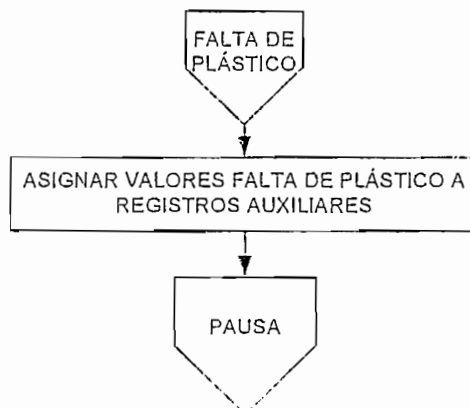 FALTA DE
PLÁSTICO
ASIGNAR VALORES FALTA DE PLÁSTICO A
REGISTROS AUXILIARES
PAUSA